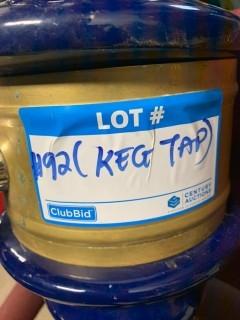 LOT #
#92 (KEG TAP)
ClubBid
CENTURY
AUCTIONS